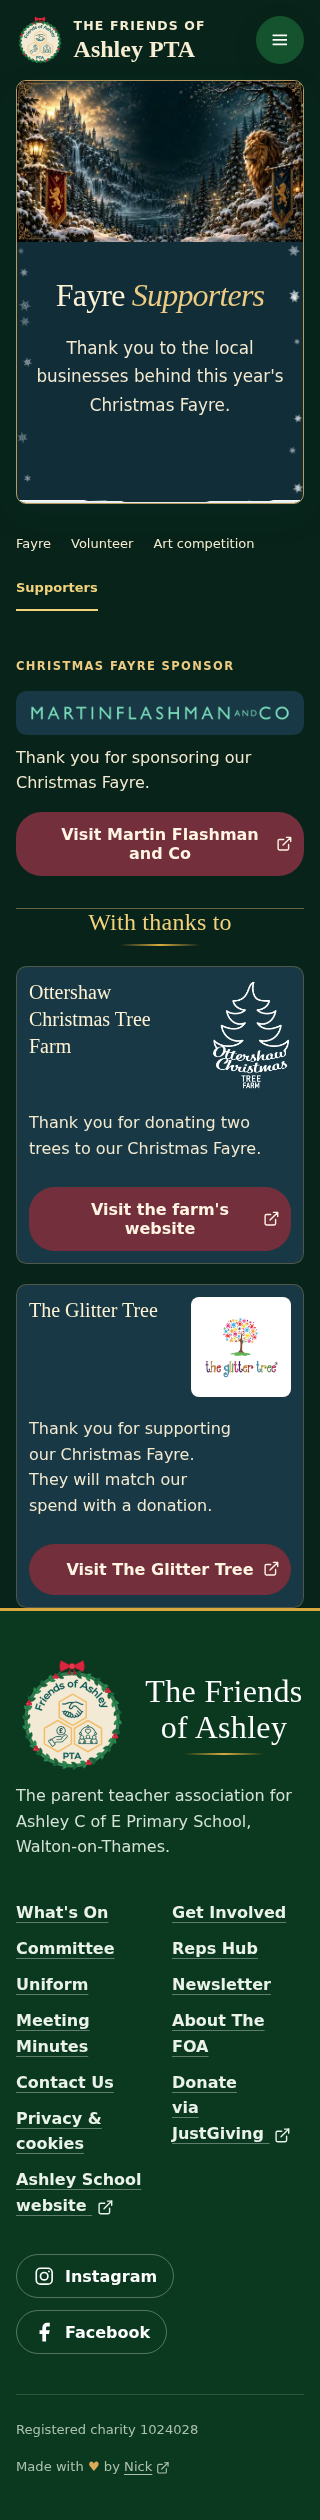 THE FRIENDS OF
Ashley PTA
Fayre Supporters
Thank you to the local
businesses behind this year's
Christmas Fayre.
Fayre Volunteer Art competition
Supporters
CHRISTMAS FAYRE SPONSOR
MARTINFLASHMANANDCO
Thank you for sponsoring our
Christmas Fayre.
Visit Martin Flashman
and Co
With thanks to
Ottershaw
Christmas Tree
Farm
Ottershaw
Christmas
TREE
FARM
Thank you for donating two
trees to our Christmas Fayre.
Visit the farm's
website
The Glitter Tree
the glitter tree
Thank you for supporting
our Christmas Fayre.
They will match our
spend with a donation.
Visit The Glitter Tree
Friends of Ashley
PTA
The Friends
of Ashley
The parent teacher association for
Ashley C of E Primary School,
Walton-on-Thames.
What's On
Committee
Uniform
Meeting
Minutes
Contact Us
Privacy &
cookies
Ashley School
website
Get Involved
Reps Hub
Newsletter
About The
FOA
Donate
via
JustGiving
Instagram
Facebook
Registered charity 1024028
Made with ♥ by Nick